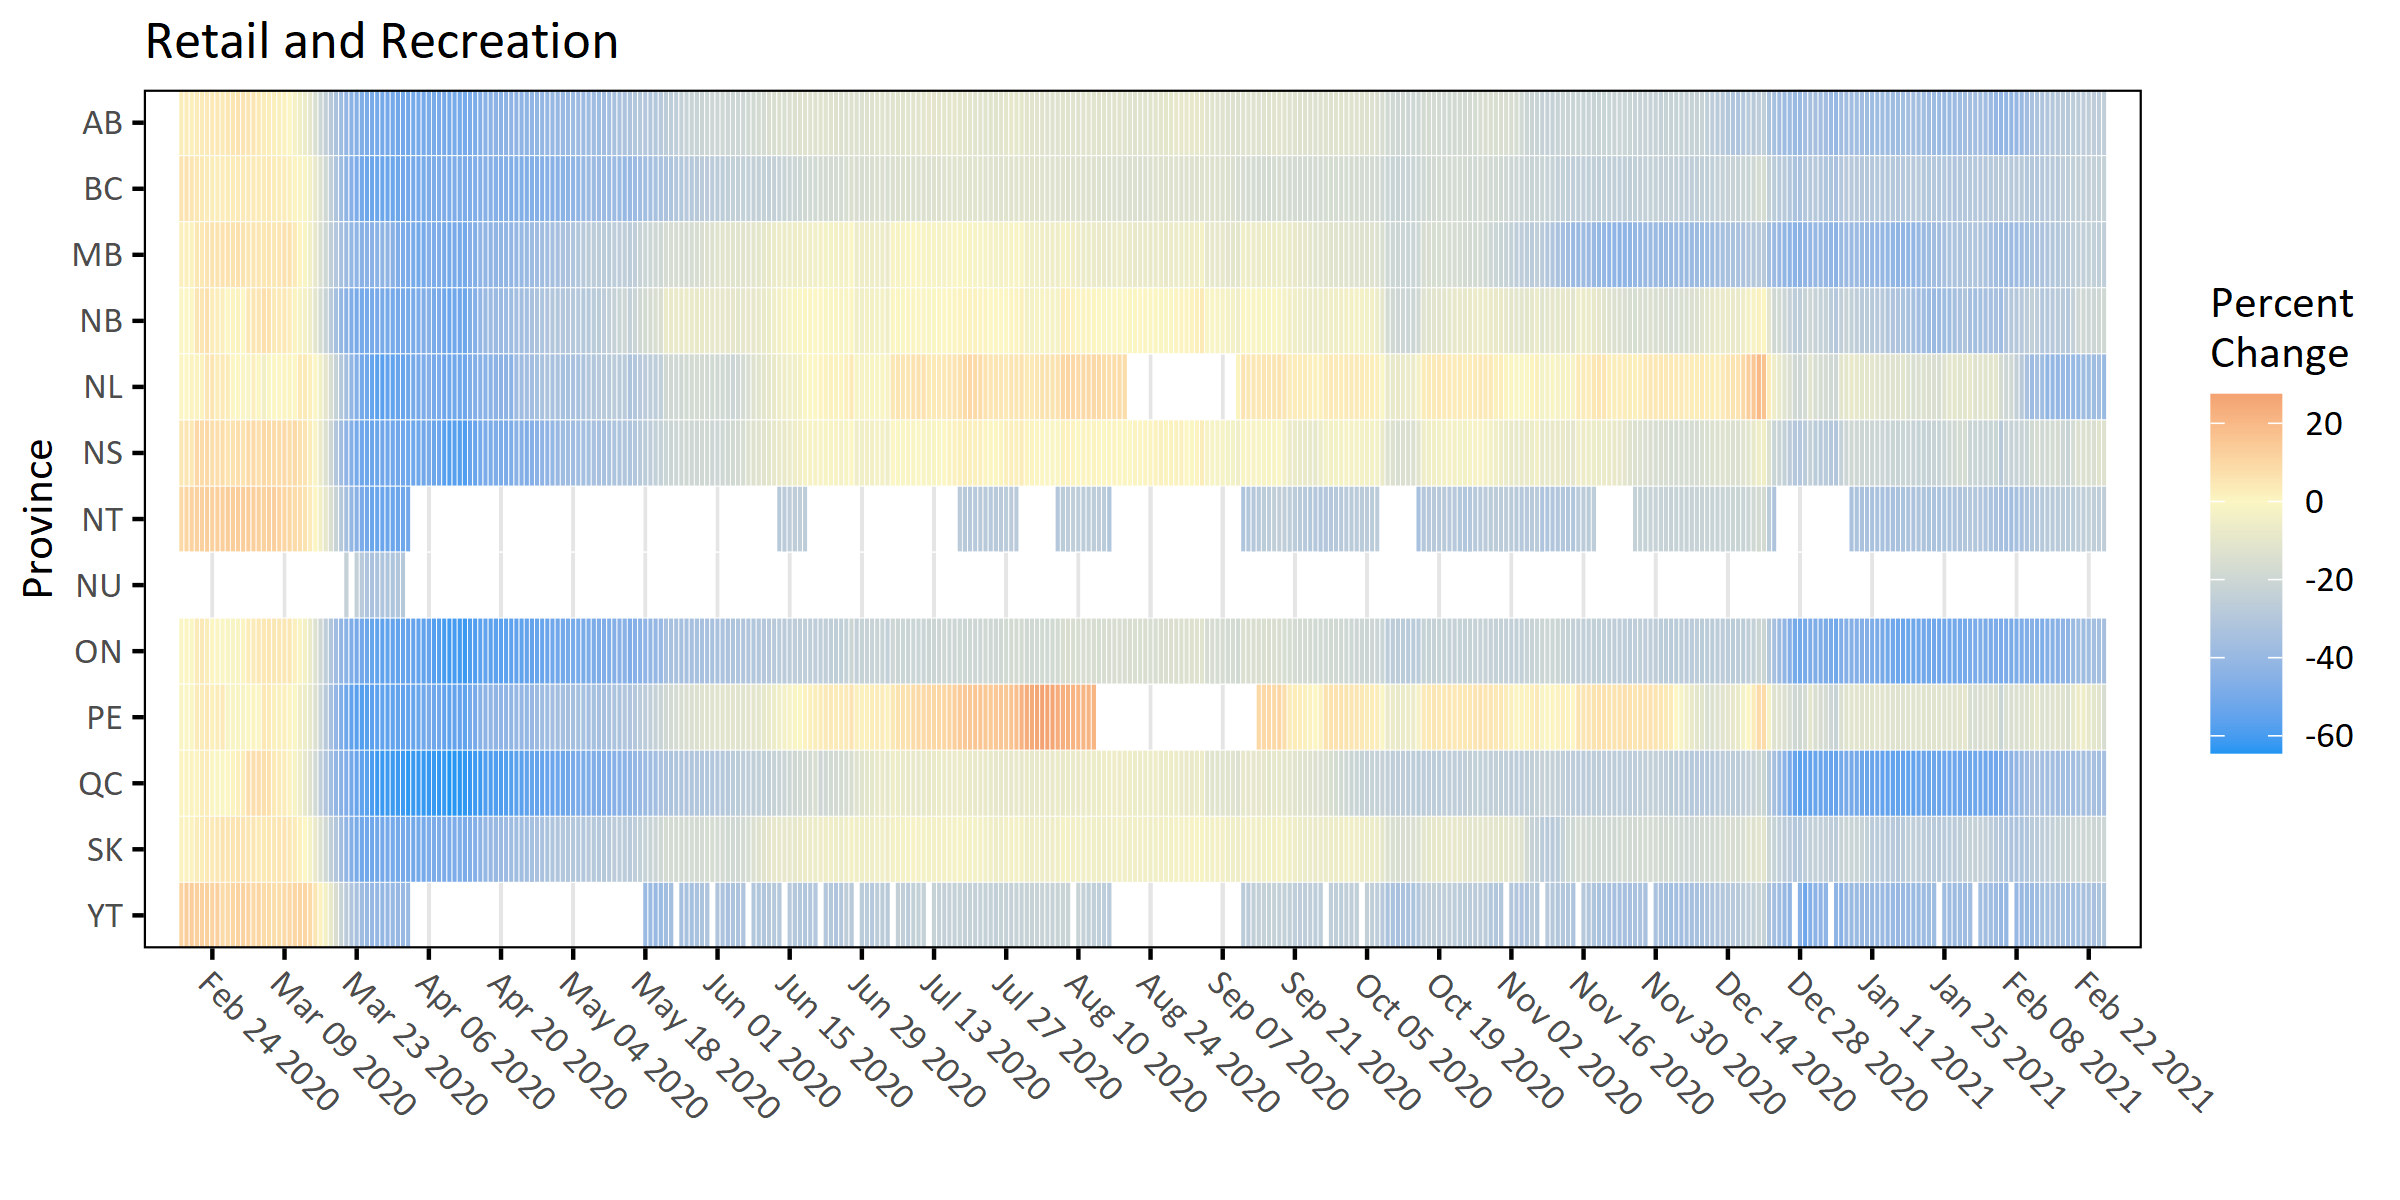 Retail and Recreation
Province
AB
BC
MB
NB
NL
NS
NT
NU
ON
PE
QC
SK
YT
Feb 24 2020
Mar 09 2020
Mar 23 2020
Apr 06 2020
Apr 20 2020
May 04 2020
May 18 2020
Jun 01 2020
Jun 15 2020
Jun 29 2020
Jul 13 2020
Jul 27 2020
Aug 10 2020
Aug 24 2020
Sep 07 2020
Sep 21 2020
Oct 05 2020
Oct 19 2020
Nov 02 2020
Nov 16 2020
Nov 30 2020
Dec 14 2020
Dec 28 2020
Jan 11 2021
Jan 25 2021
Feb 08 2021
Feb 22 2021
Percent
Change
20
0
-20
-40
-60